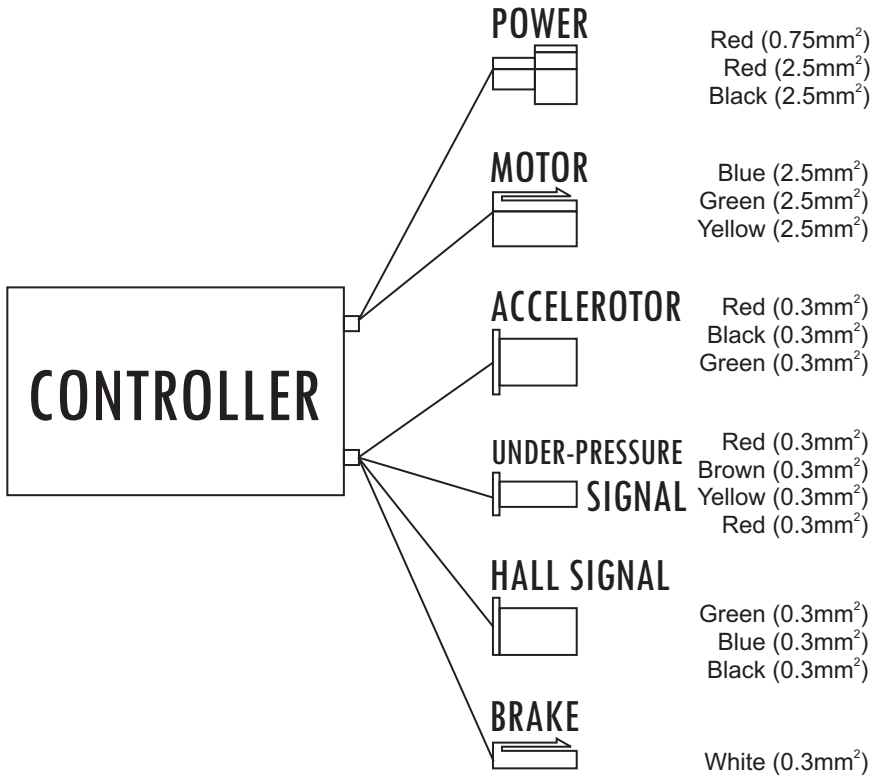 POWER
Red (0.75mm²)
Red (2.5mm²)
Black (2.5mm²)
MOTOR
Blue (2.5mm²)
Green (2.5mm²)
Yellow (2.5mm²)
ACCELEROTOR
Red (0.3mm²)
Black (0.3mm²)
Green (0.3mm²)
CONTROLLER
UNDER-PRESSURE
SIGNAL
Red (0.3mm²)
Brown (0.3mm²)
Yellow (0.3mm²)
Red (0.3mm²)
HALL SIGNAL
Green (0.3mm²)
Blue (0.3mm²)
Black (0.3mm²)
BRAKE
White (0.3mm²)